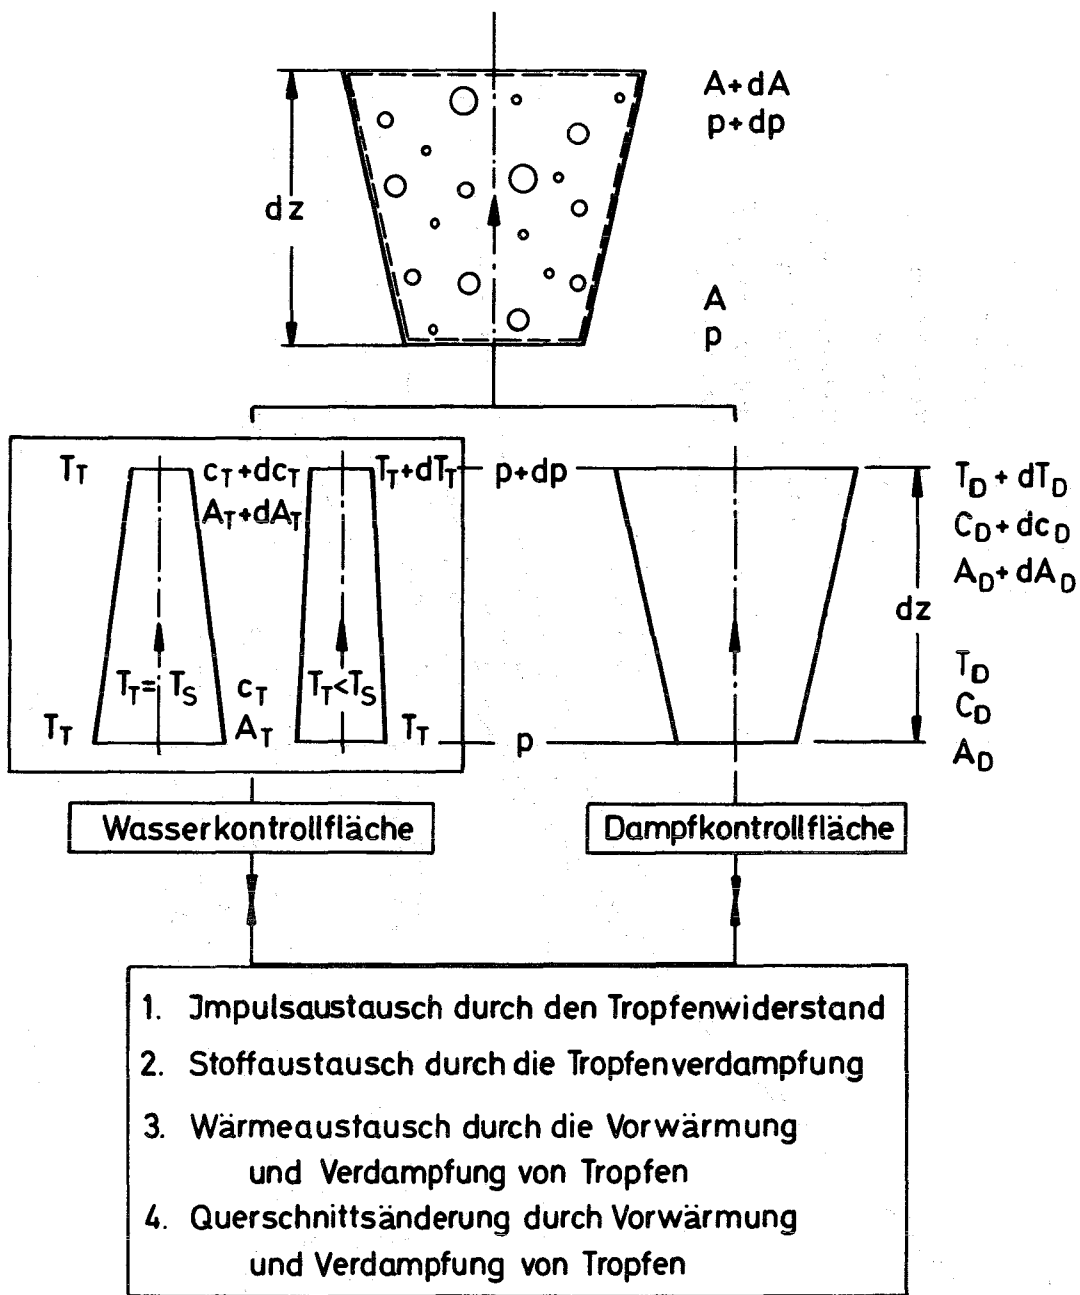 A + dA
p + dp
dz
A
p
T_T
c_T + dc_T
T_T + dT_T
p + dp
T_D + dT_D
A_T + dA_T
C_D + dc_D
A_D + dA_D
dz
T_T = T_S
c_T
T_T < T_S
T_D
T_T
A_T
T_T
p
C_D
A_D
Wasserkontrollfläche
Dampfkontrollfläche
1. Jmpulsaustausch durch den Tropfenwiderstand
2. Stoffaustausch durch die Tropfenverdampfung
3. Wärmeaustausch durch die Vorwärmung
und Verdampfung von Tropfen
4. Querschnittsänderung durch Vorwärmung
und Verdampfung von Tropfen